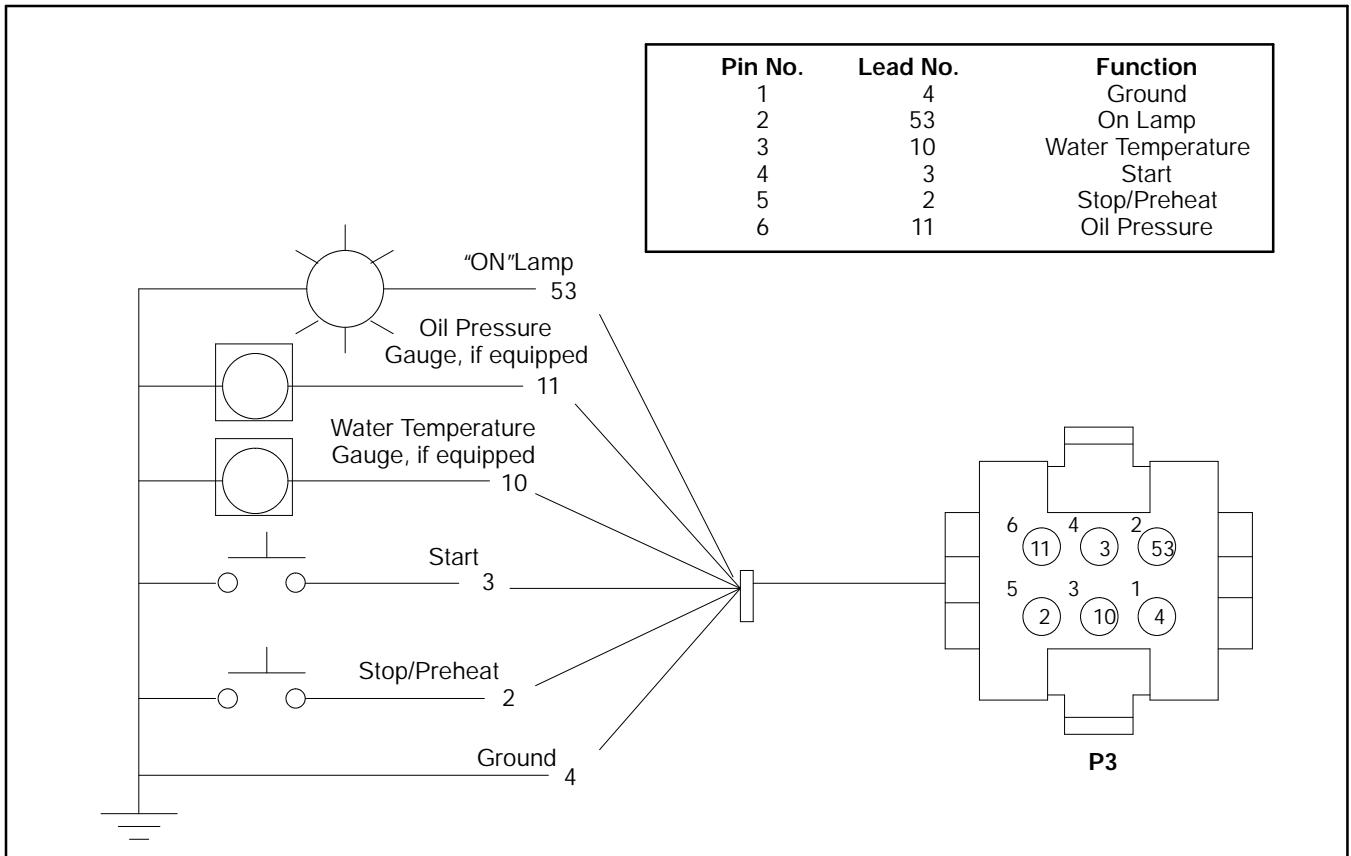 Pin No. Lead No. Function
1 4 Ground
2 53 On Lamp
3 10 Water Temperature
4 3 Start
5 2 Stop/Preheat
6 11 Oil Pressure
“ON”Lamp
53
Oil Pressure
Gauge, if equipped
11
Water Temperature
Gauge, if equipped
10
Start
3
Stop/Preheat
2
Ground
4
6 4 2
11 3 53
5 3 1
2 10 4
P3